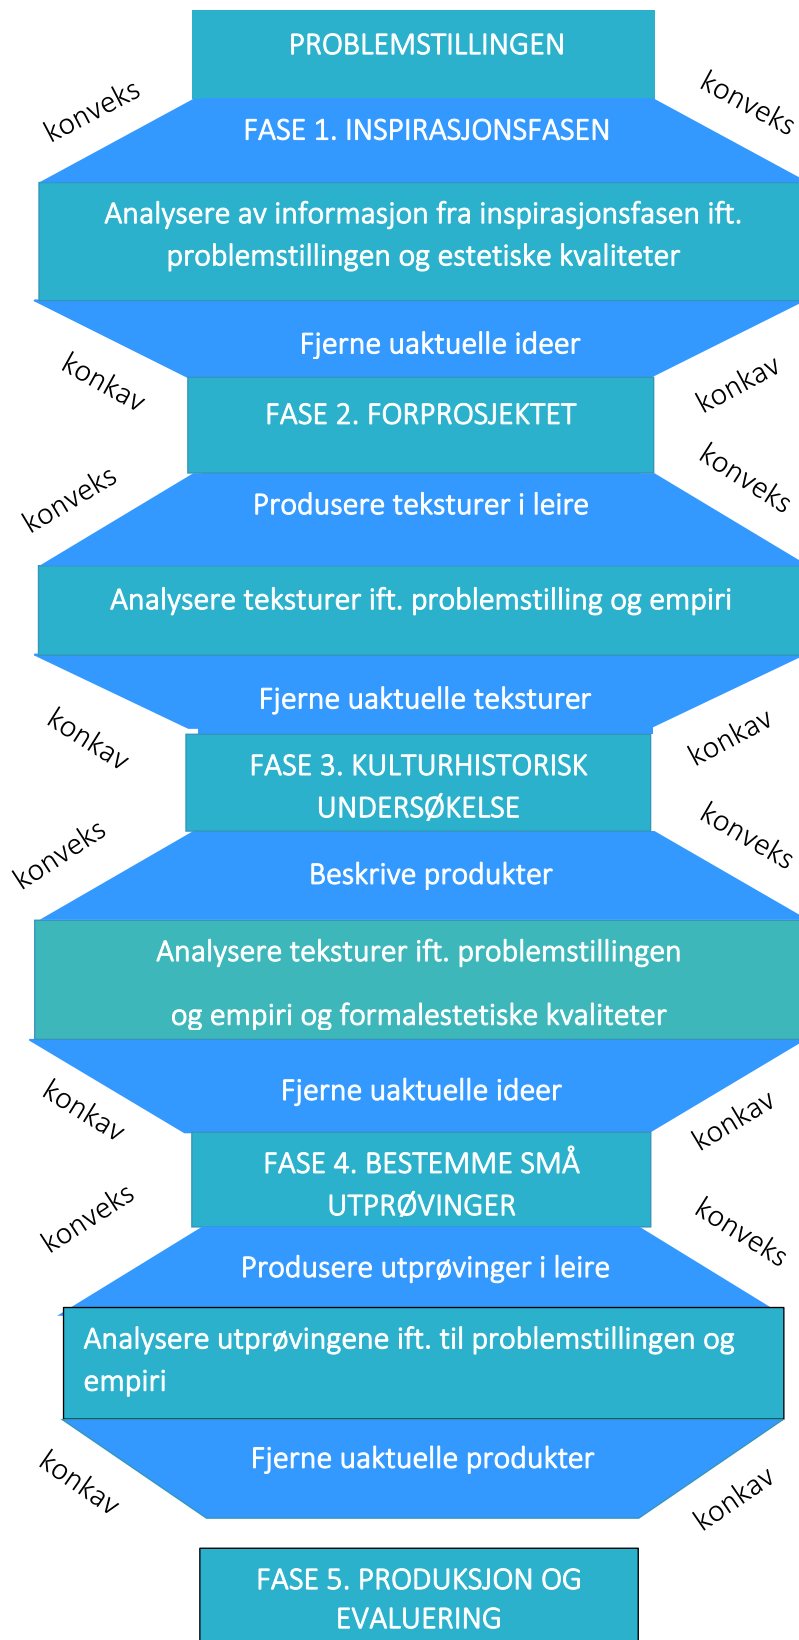 PROBLEMSTILLINGEN
konveks
konveks
FASE 1. INSPIRASJONSFASEN
Analysere av informasjon fra inspirasjonsfasen ift.
problemstillingen og estetiske kvaliteter
Fjerne uaktuelle ideer
konkav
konkav
FASE 2. FORPROSJEKTET
konveks
konveks
Produsere teksturer i leire
Analysere teksturer ift. problemstilling og empiri
Fjerne uaktuelle teksturer
konkav
konkav
FASE 3. KULTURHISTORISK
UNDERSØKELSE
konveks
konveks
Beskrive produkter
Analysere teksturer ift. problemstillingen
og empiri og formalestetiske kvaliteter
Fjerne uaktuelle ideer
konkav
konkav
FASE 4. BESTEMME SMÅ
UTPRØVINGER
konveks
konveks
Produsere utprøvinger i leire
Analysere utprøvingene ift. til problemstillingen og
empiri
Fjerne uaktuelle produkter
konkav
konkav
FASE 5. PRODUKSJON OG
EVALUERING